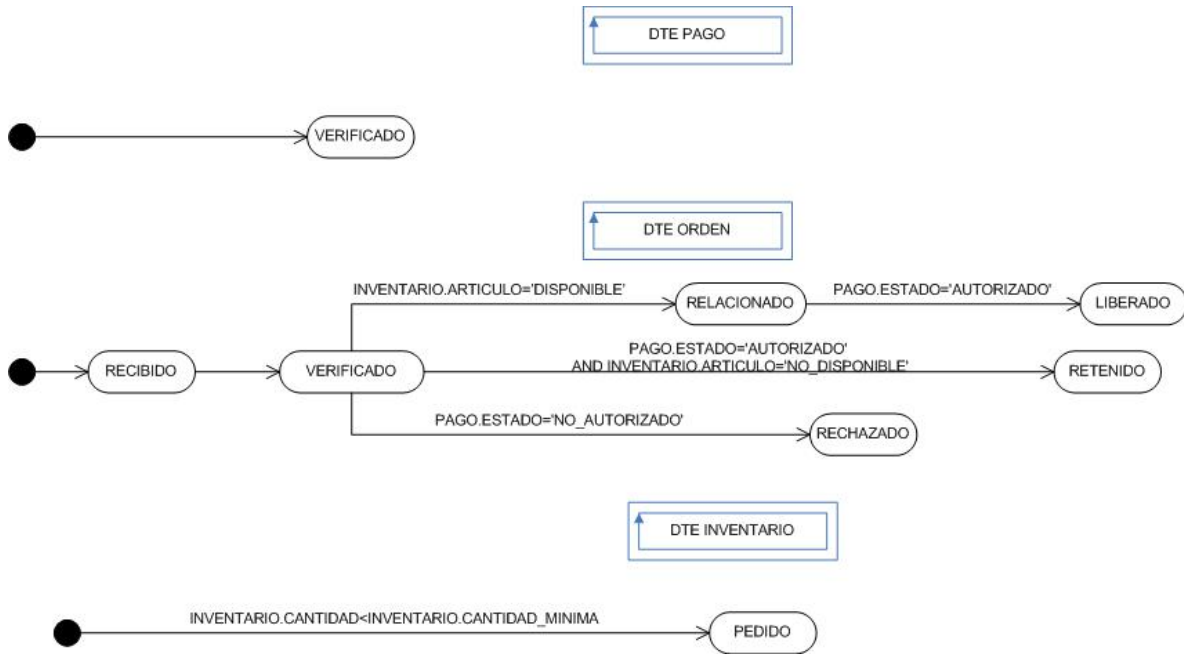 DTE PAGO
VERIFICADO
DTE ORDEN
INVENTARIO.ARTICULO='DISPONIBLE'
RELACIONADO
PAGO.ESTADO='AUTORIZADO'
LIBERADO
RECIBIDO
VERIFICADO
PAGO.ESTADO='AUTORIZADO'
AND INVENTARIO.ARTICULO='NO_DISPONIBLE'
RETENIDO
PAGO.ESTADO='NO_AUTORIZADO'
RECHAZADO
DTE INVENTARIO
INVENTARIO.CANTIDAD<INVENTARIO.CANTIDAD_MINIMA
PEDIDO